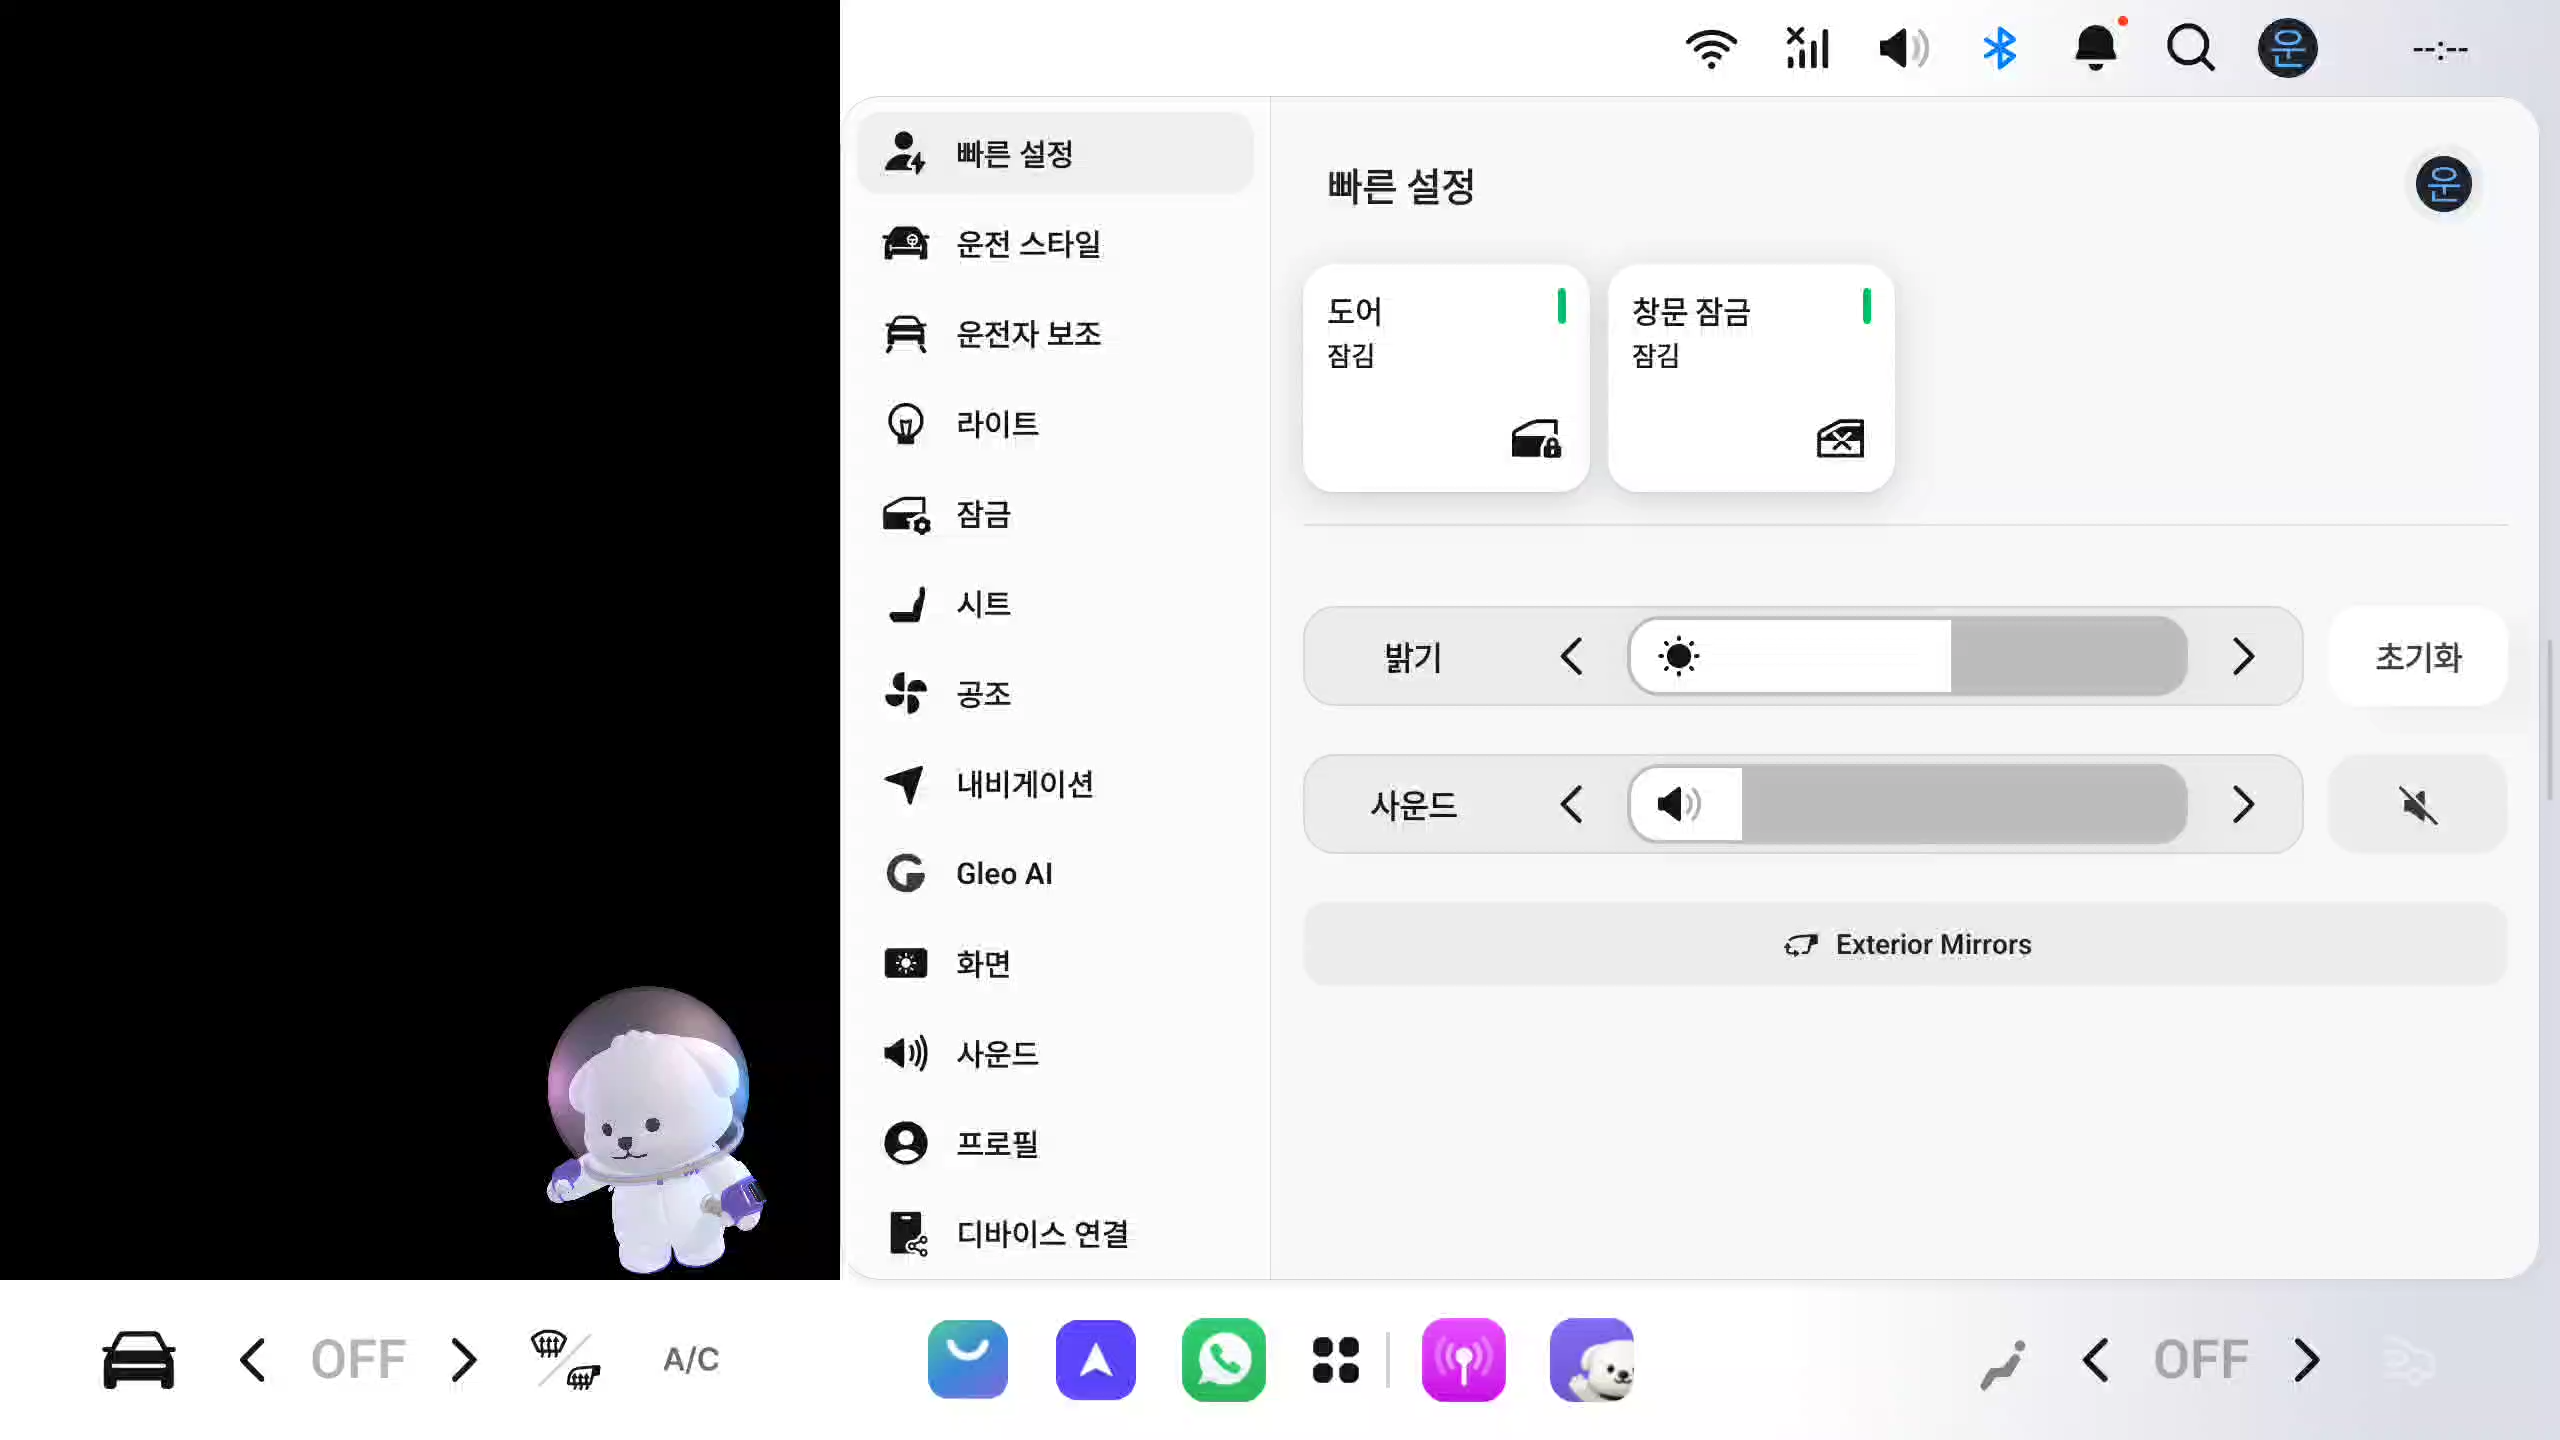 운
--:--
빠른 설정
운전 스타일
운전자 보조
라이트
잠금
시트
공조
내비게이션
Gleo AI
화면
사운드
프로필
디바이스 연결
빠른 설정
운
도어
잠김
창문 잠금
잠김
밝기
초기화
사운드
Exterior Mirrors
OFF
A/C
OFF